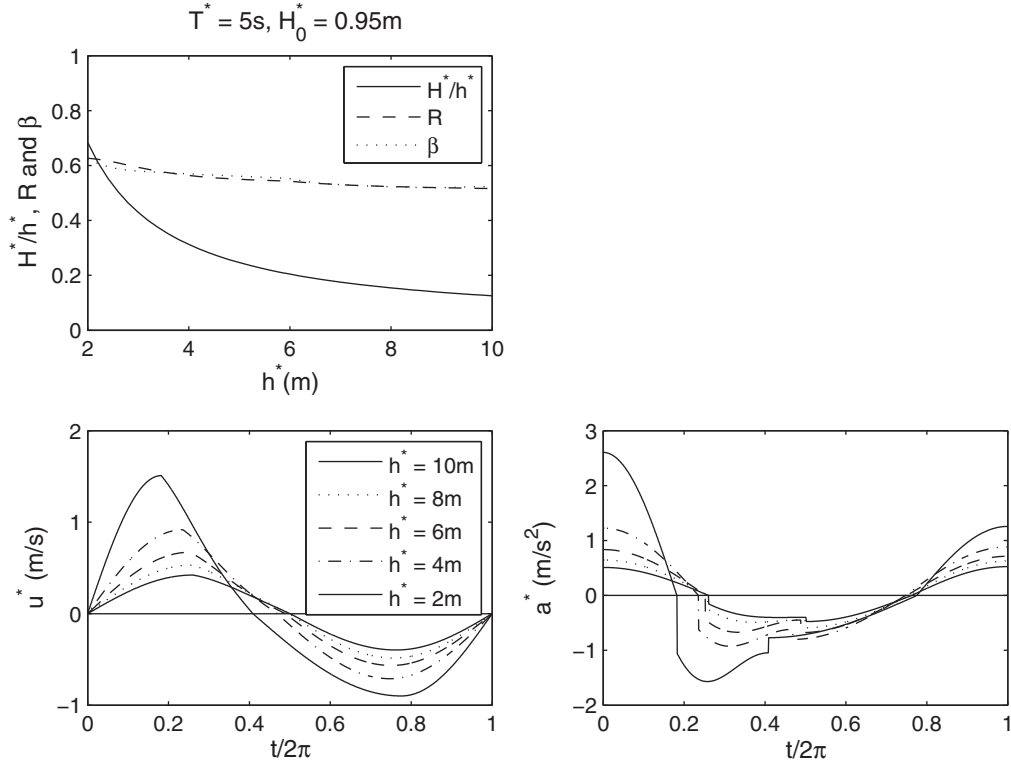 T* = 5s, H₀* = 0.95m
1
0.8
0.6
0.4
0.2
0
H*/h*, R and β
H*/h*
R
β
2
4
6
8
10
h*(m)
2
1
0
−1
u* (m/s)
h* = 10m
h* = 8m
h* = 6m
h* = 4m
h* = 2m
0
0.2
0.4
0.6
0.8
1
t/2π
3
2
1
0
−1
−2
a* (m/s²)
0
0.2
0.4
0.6
0.8
1
t/2π